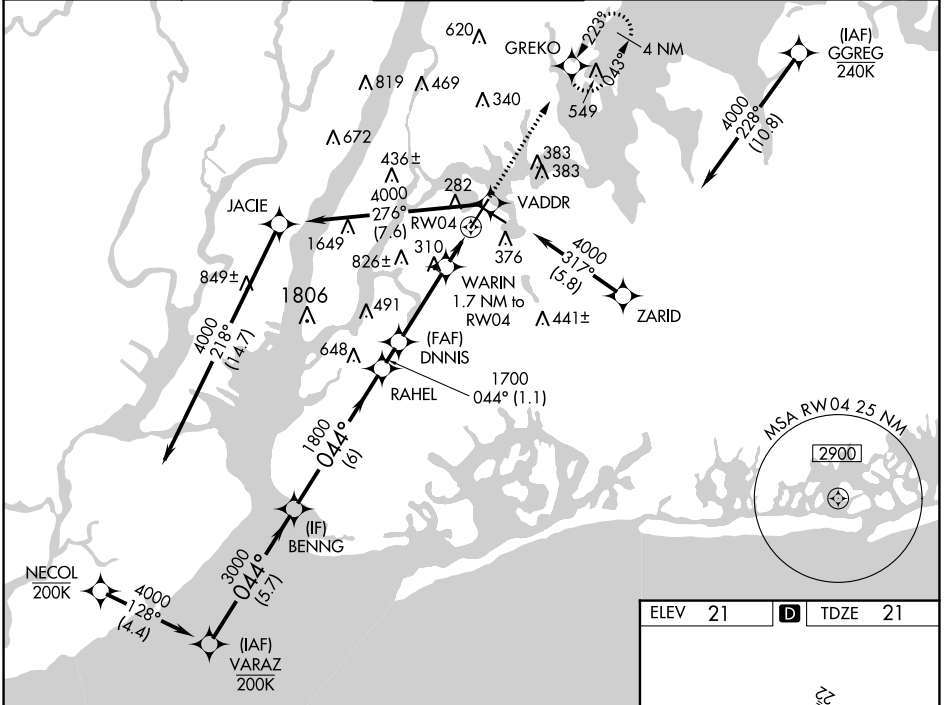 620
GREKO
223°
043°
4 NM
549
(IAF)
GGREG
240K
4000
228°
(10.8)
819
469
340
672
436±
383
383
282
VADDR
JACIE
4000
276°
(7.6)
RW04
1649
826±
310
376
4000
317°
(5.8)
ZARID
WARIN
1.7 NM to
RW04
849±
1806
491
441±
4000
218°
(14.7)
648
(FAF)
DNNIS
RAHEL
1700
044° (1.1)
1800
044°
(6)
MSA RW04 25 NM
2900
(IF)
BENNG
3000
044°
(5.7)
NECOL
200K
4000
128°
(4.4)
(IAF)
VARAZ
200K
ELEV 21 D TDZE 21
22